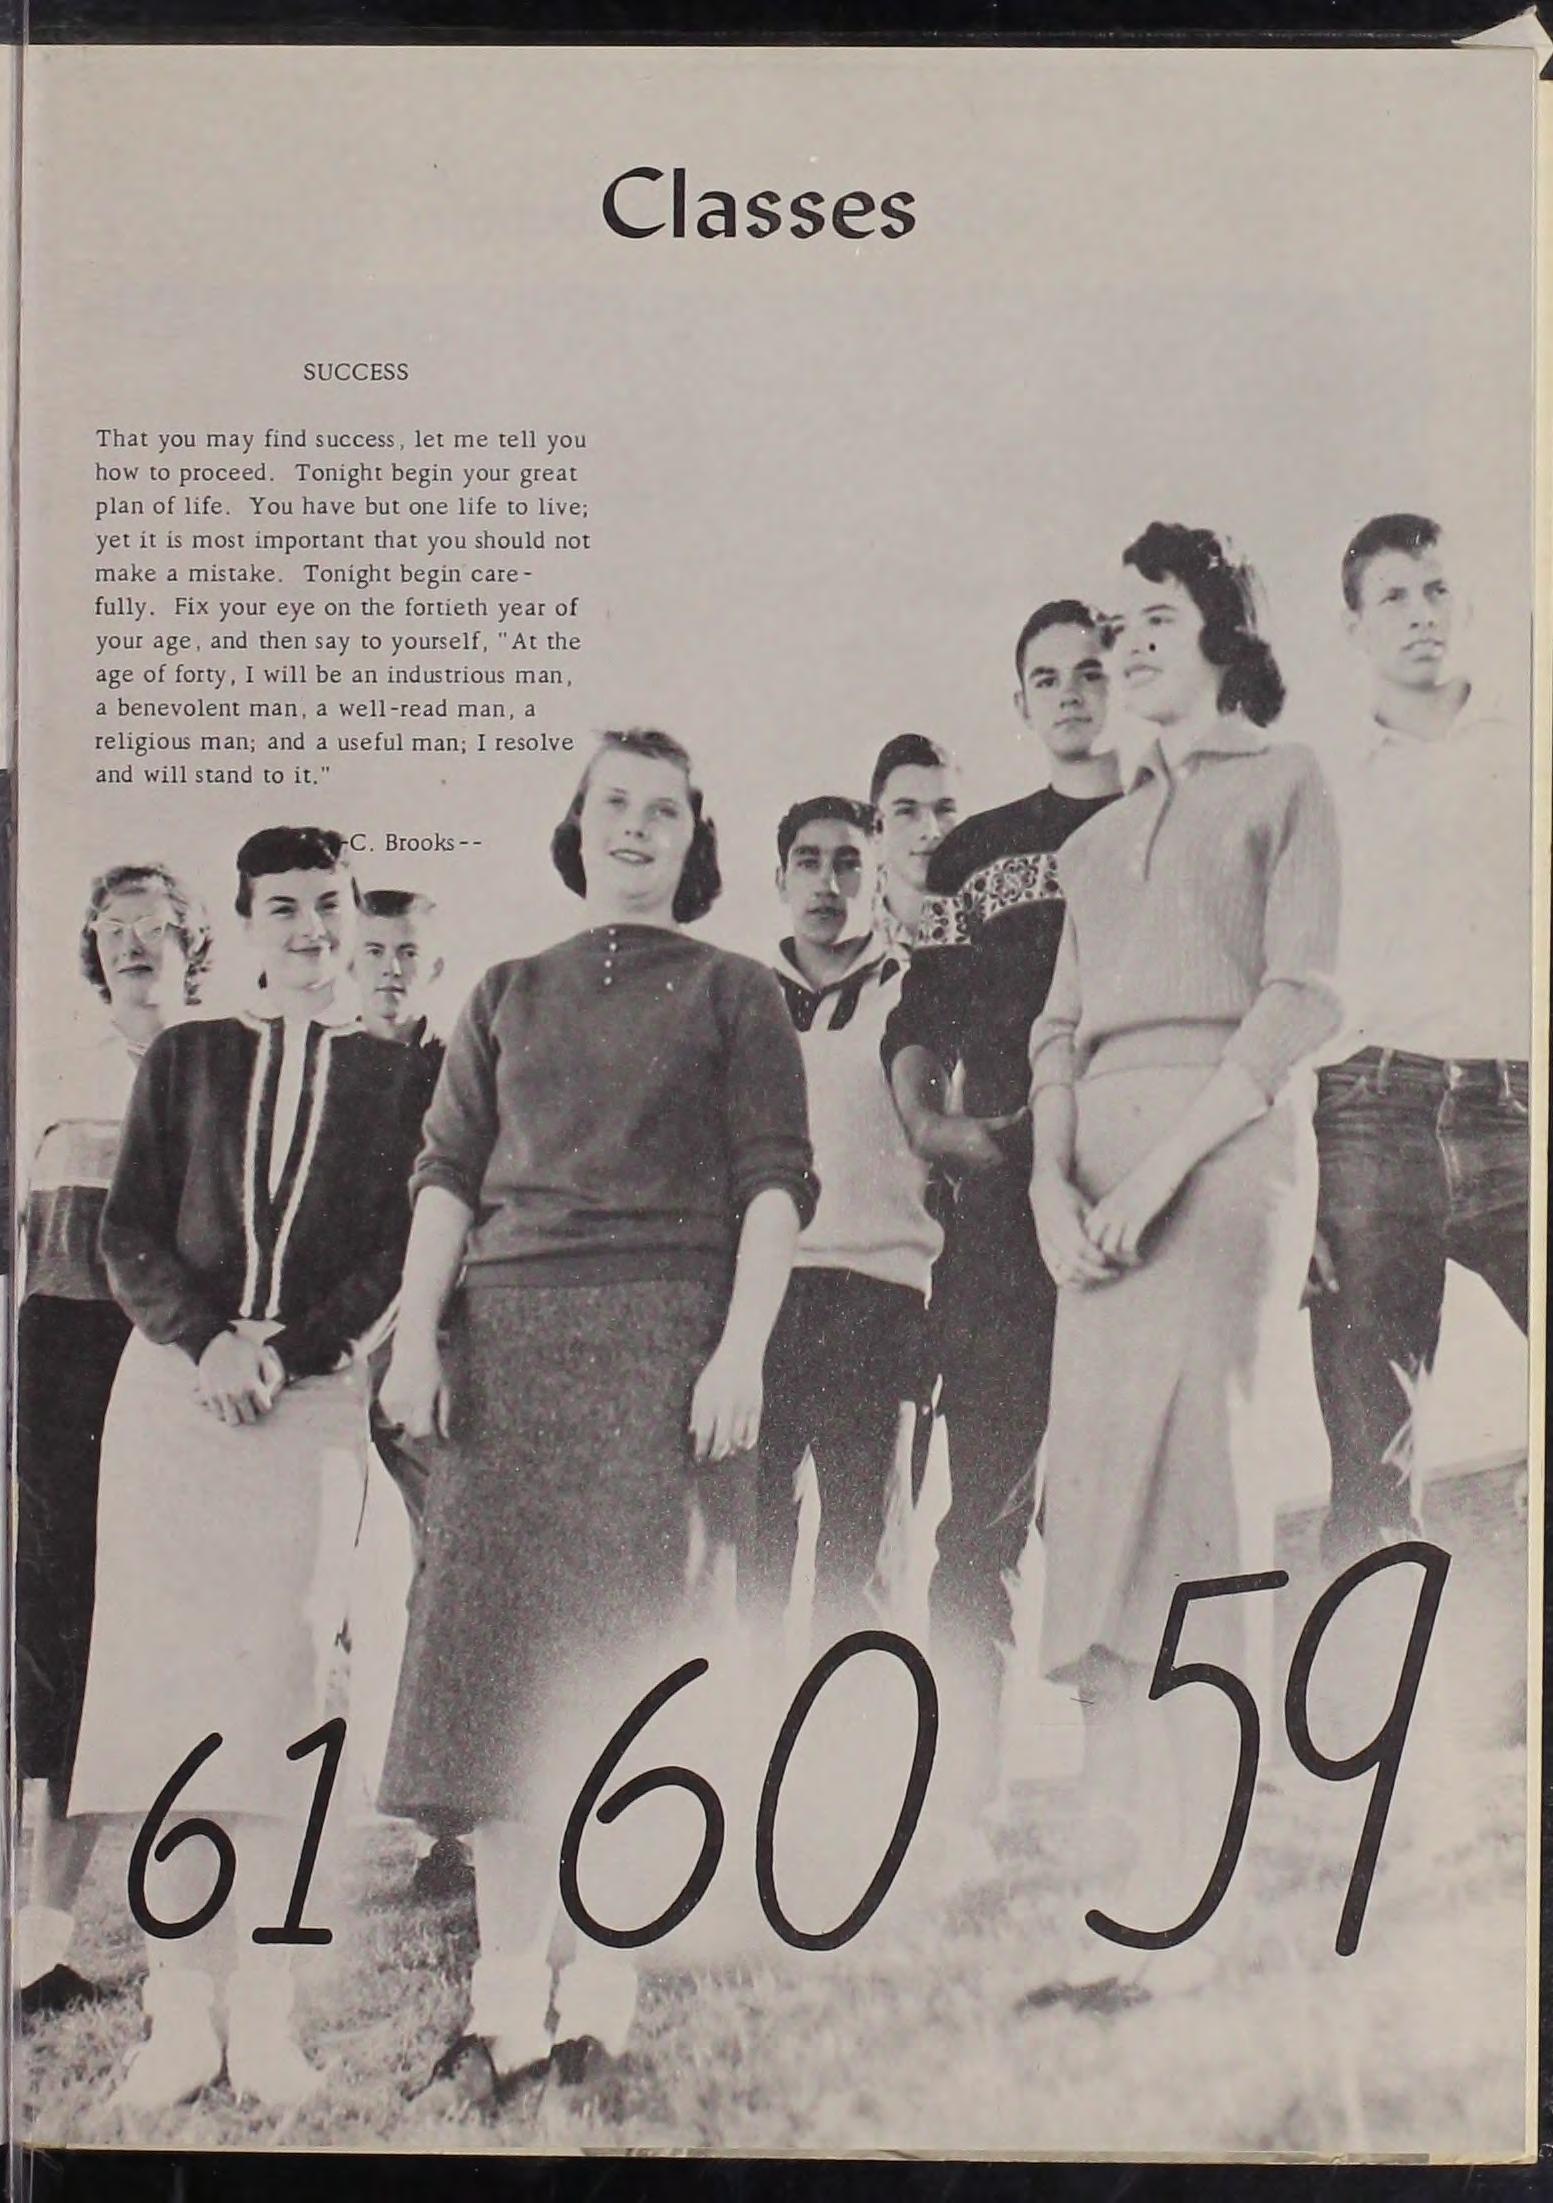 Classes
SUCCESS
That you may find success, let me tell you
how to proceed. Tonight begin your great
plan of life. You have but one life to live;
yet it is most important that you should not
make a mistake. Tonight begin care-
fully. Fix your eye on the fortieth year of
your age, and then say to yourself, "At the
age of forty, I will be an industrious man,
a benevolent man, a well-read man, a
religious man; and a useful man; I resolve
and will stand to it."
-C. Brooks--
61 60 59